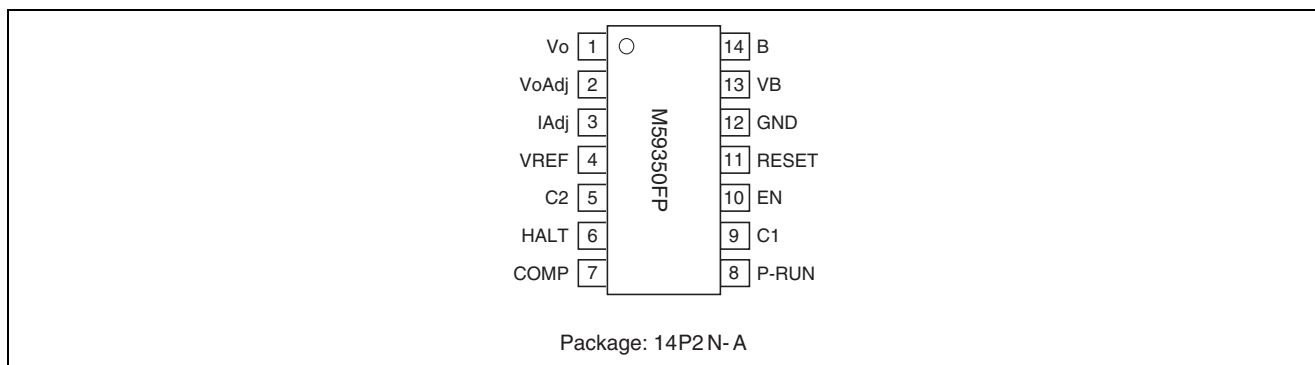 Vo 1 14 B
VoAdj 2 13 VB
IAdj 3 12 GND
VREF 4 11 RESET
C2 5 10 EN
HALT 6 9 C1
COMP 7 8 P-RUN
M59350FP
Package: 14P2N-A